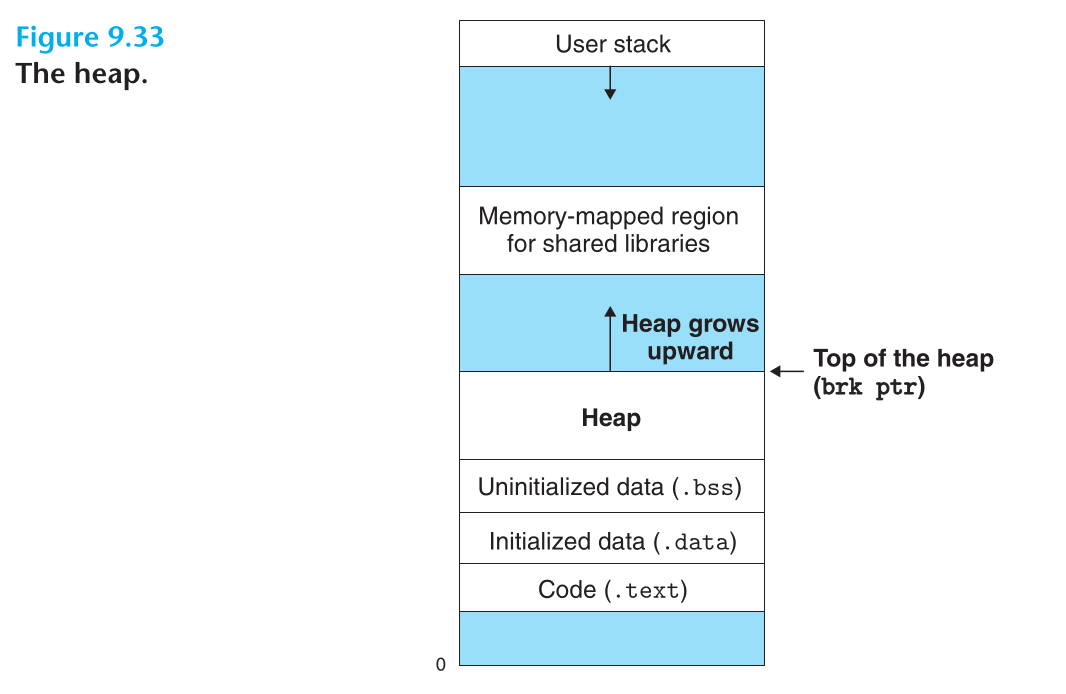 Figure 9.33
The heap.
User stack
Memory-mapped region
for shared libraries
Heap grows
upward
Top of the heap
(brk ptr)
Heap
Uninitialized data (.bss)
Initialized data (.data)
Code (.text)
0